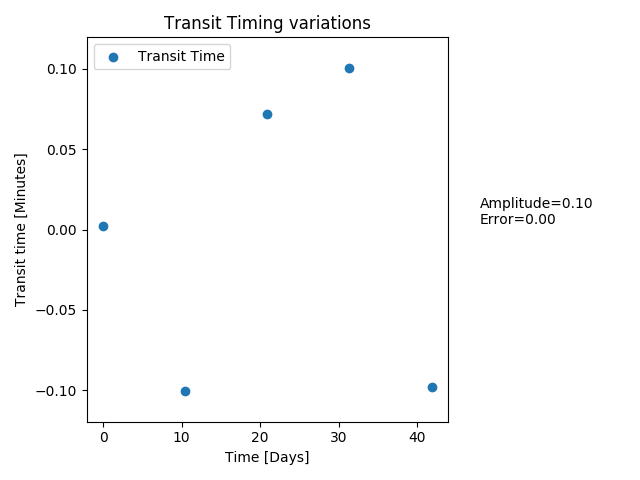 Transit Timing variations
Transit Time
0.10
0.05
0.00
−0.05
−0.10
Transit time [Minutes]
0
10
20
30
40
Time [Days]
Amplitude=0.10
Error=0.00